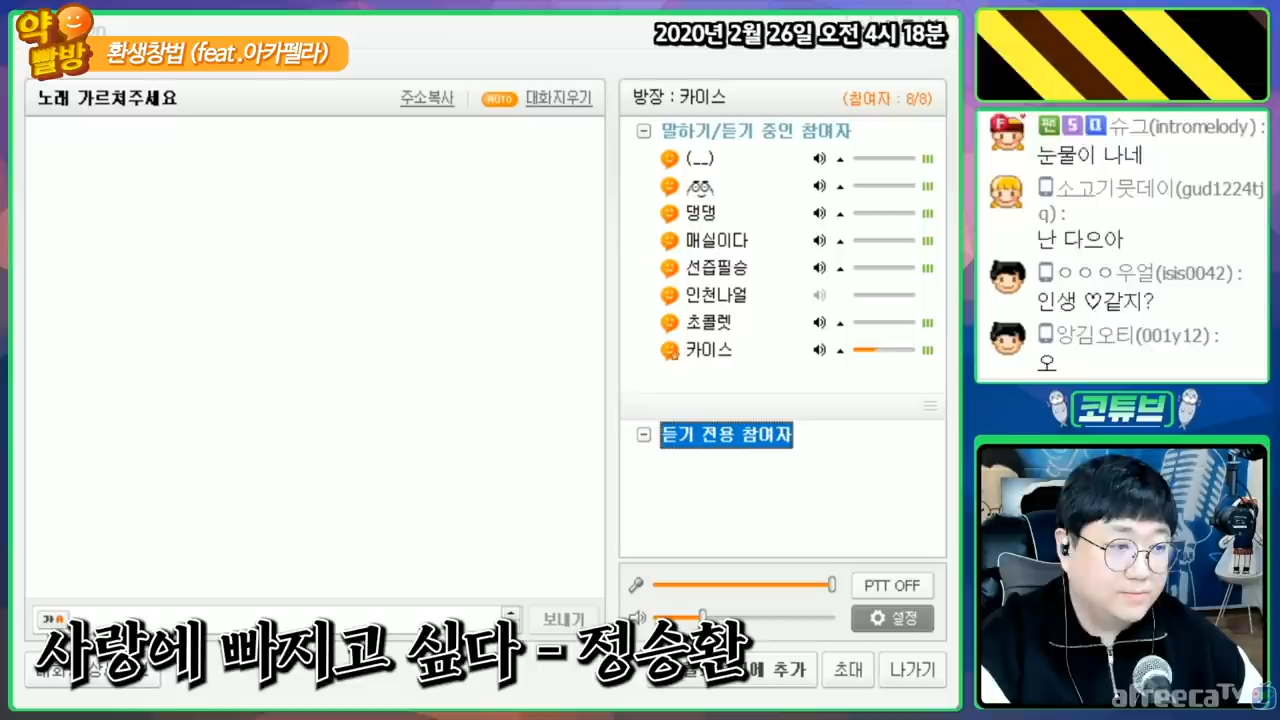 약빨방
환생창법 (feat.아카펠라)
2020년 2월 26일 오전 4시 18분
노래 가르쳐주세요
주소복사
AUTO 대화지우기
방장 : 카이스
(참여자 : 8/8)
말하기/듣기 중인 참여자
(__)
댕댕
매실이다
선즙필승
인천나얼
초콜렛
카이스
듣기 전용 참여자
PTT OFF
설정
가
보내기
사랑에 빠지고 싶다 - 정승환
에 추가
초대
나가기
F 팬 S Q 슈그(intromelody) :
눈물이 나네
소고기뭇데이(gud1224tj
q) :
난 다으아
ㅇㅇㅇ우얼(isis0042) :
인생 ♡같지?
앙김오티(001y12) :
오
코튜브
afreecaTV